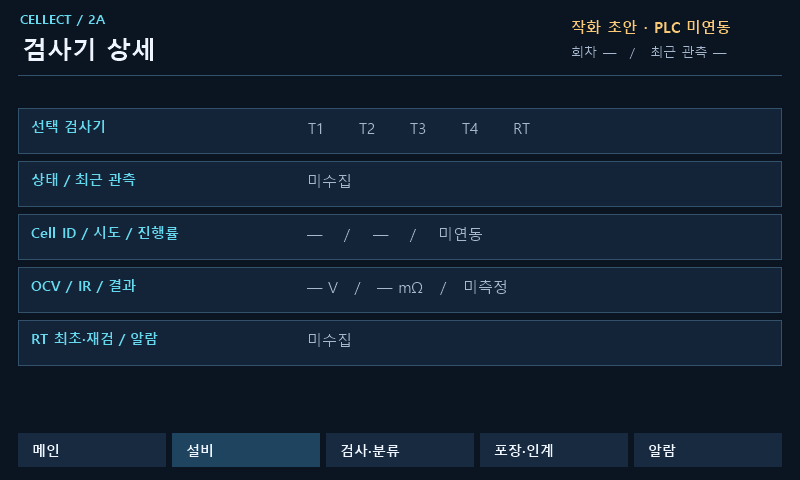 CELLECT / 2A
검사기 상세
작화 초안 · PLC 미연동
회차 — / 최근 관측 —
선택 검사기 T1 T2 T3 T4 RT
상태 / 최근 관측 미수집
Cell ID / 시도 / 진행률 — / — / 미연동
OCV / IR / 결과 — V / — mΩ / 미측정
RT 최초·재검 / 알람 미수집
메인 설비 검사·분류 포장·인계 알람